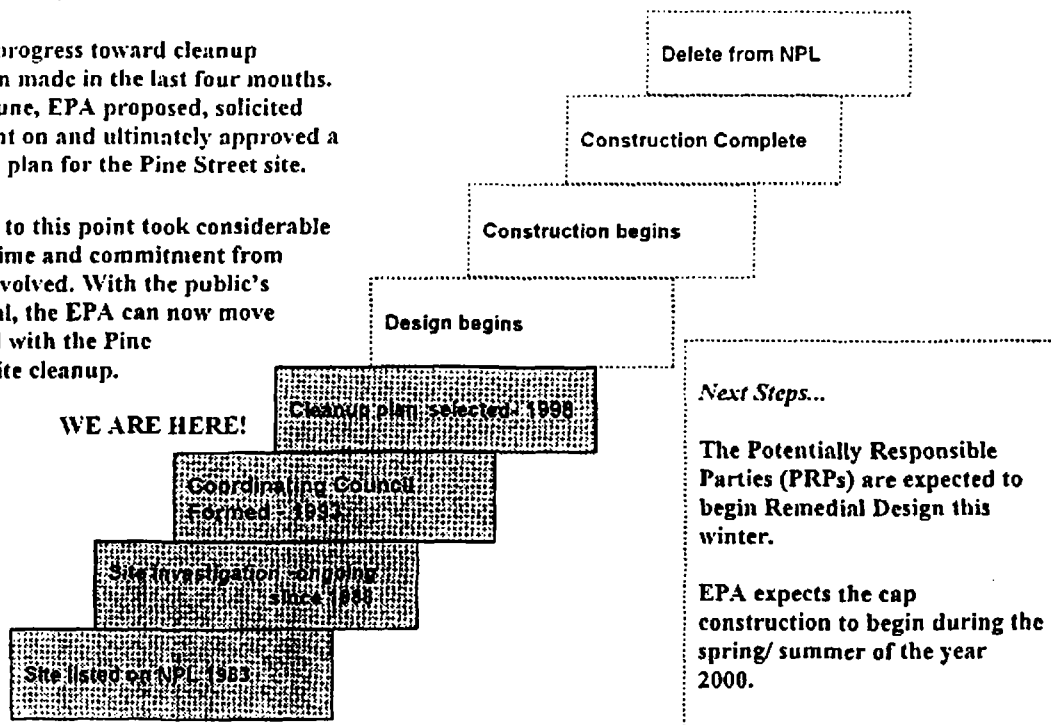 rogress toward cleanup
n made in the last four months.
une, EPA proposed, solicited
nt on and ultimately approved a
plan for the Pine Street site.
to this point took considerable
ime and commitment from
volved. With the public's
al, the EPA can now move
with the Pine
ite cleanup.
Delete from NPL
Construction Complete
Construction begins
Design begins
WE ARE HERE!
Cleanup plan selected- 1998
Coordinating Council
Formed - 1993
Site Investigation -ongoing
since
Site listed on NPL 1983
Next Steps...
The Potentially Responsible
Parties (PRPs) are expected to
begin Remedial Design this
winter.
EPA expects the cap
construction to begin during the
spring/ summer of the year
2000.